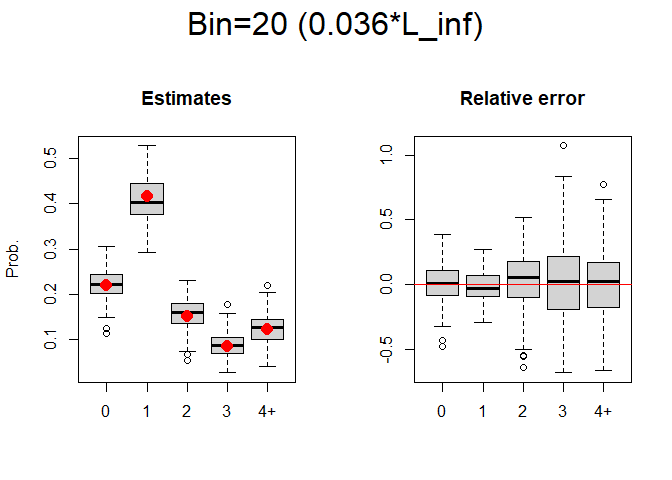 Bin=20 (0.036*L_inf)
Estimates
Prob.
0.5
0.4
0.3
0.2
0.1
0 1 2 3 4+
Relative error
1.0
0.5
0.0
-0.5
0 1 2 3 4+